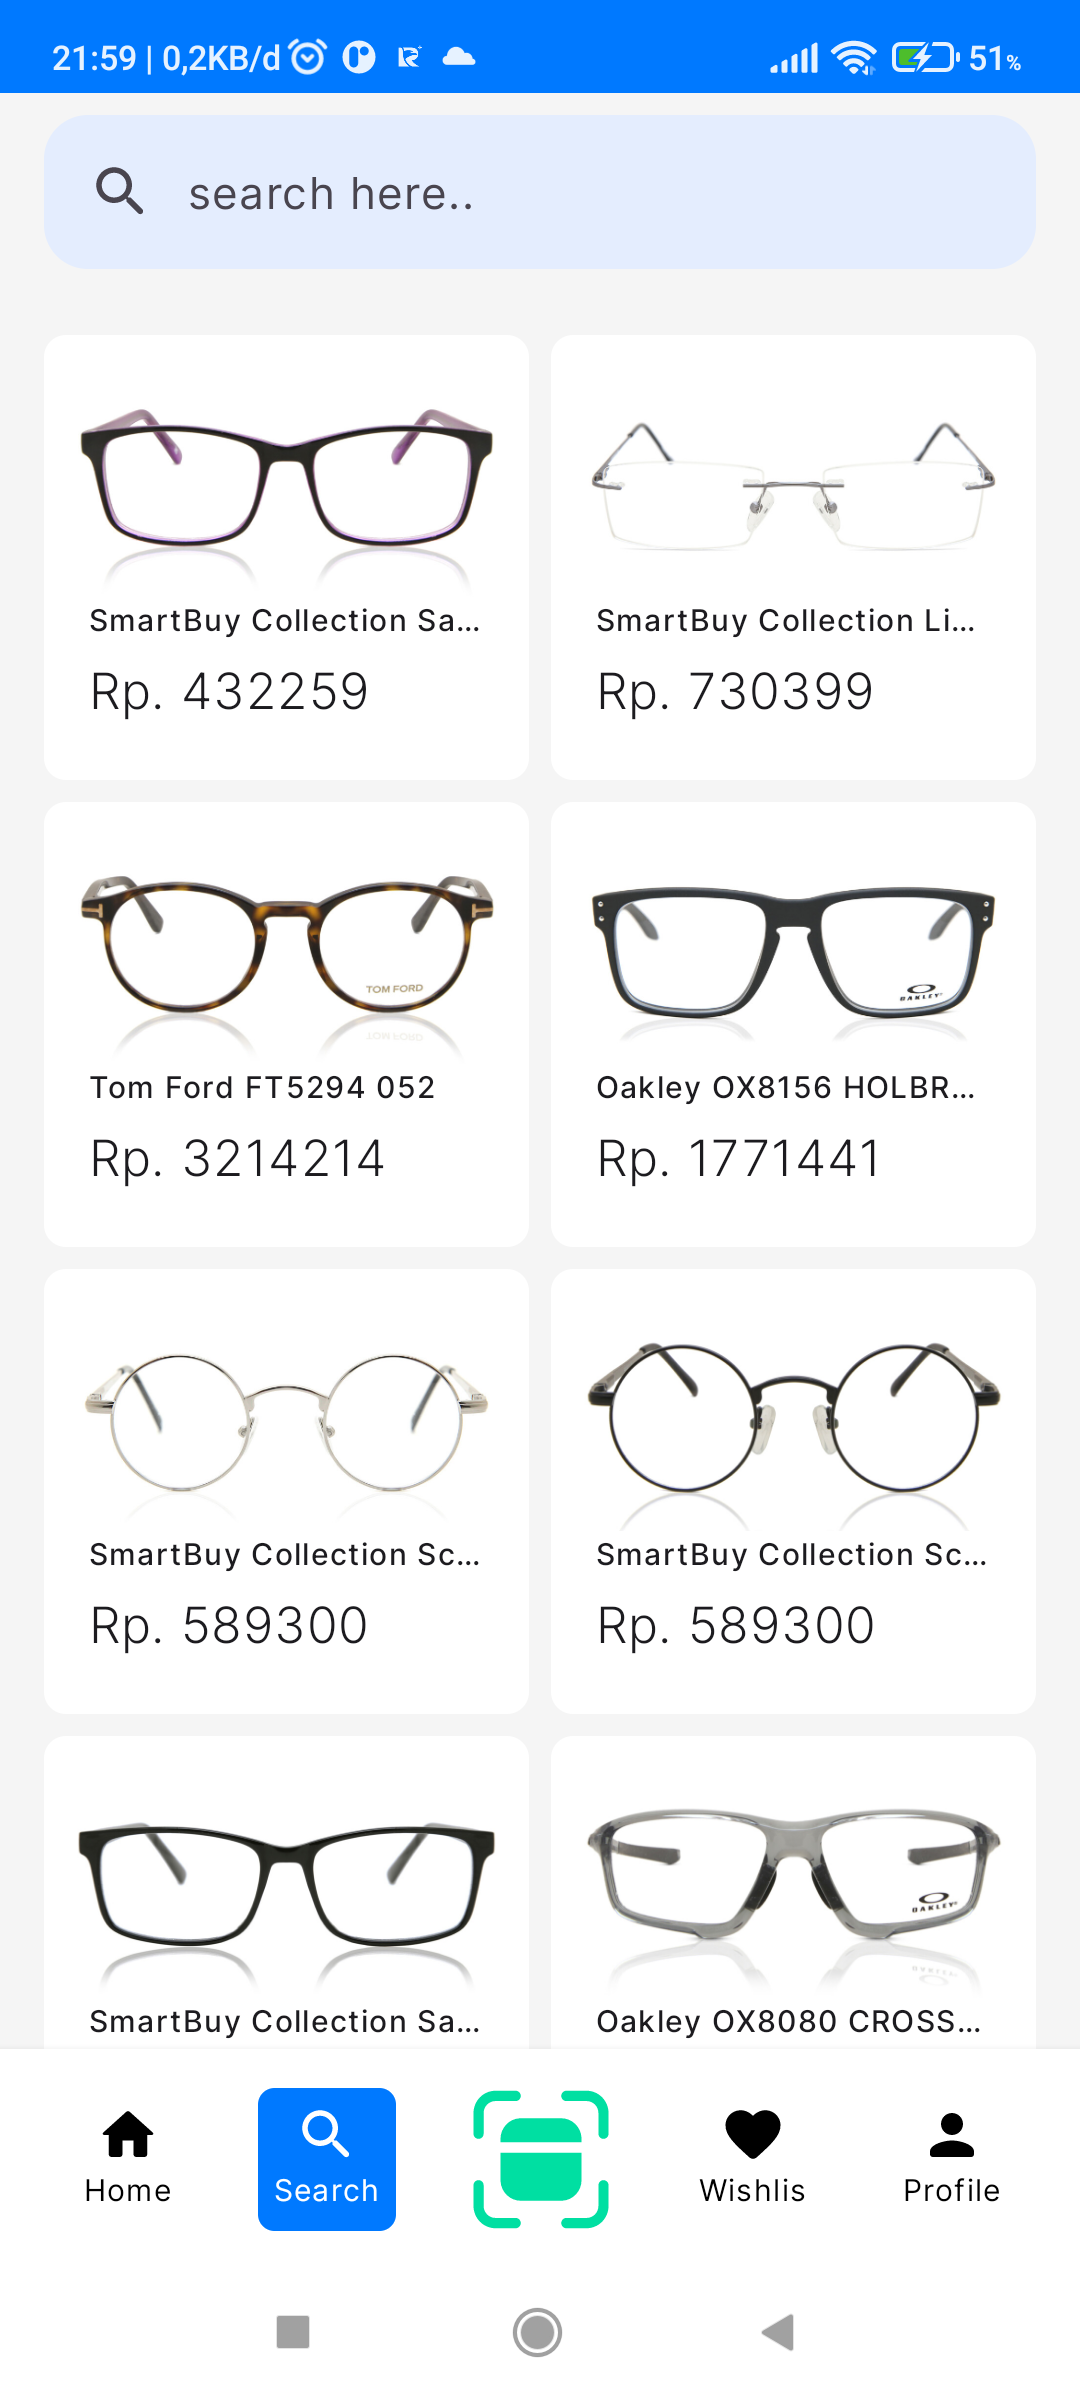 21:59 | 0,2KB/d
51%
search here..
SmartBuy Collection Sa...
Rp. 432259
SmartBuy Collection Li...
Rp. 730399
TOM FORD
Tom Ford FT5294 052
Rp. 3214214
OAKLEY
Oakley OX8156 HOLBR...
Rp. 1771441
SmartBuy Collection Sc...
Rp. 589300
SmartBuy Collection Sc...
Rp. 589300
SmartBuy Collection Sa...
OAKLEY
Oakley OX8080 CROSS...
Home
Search
Wishlis
Profile